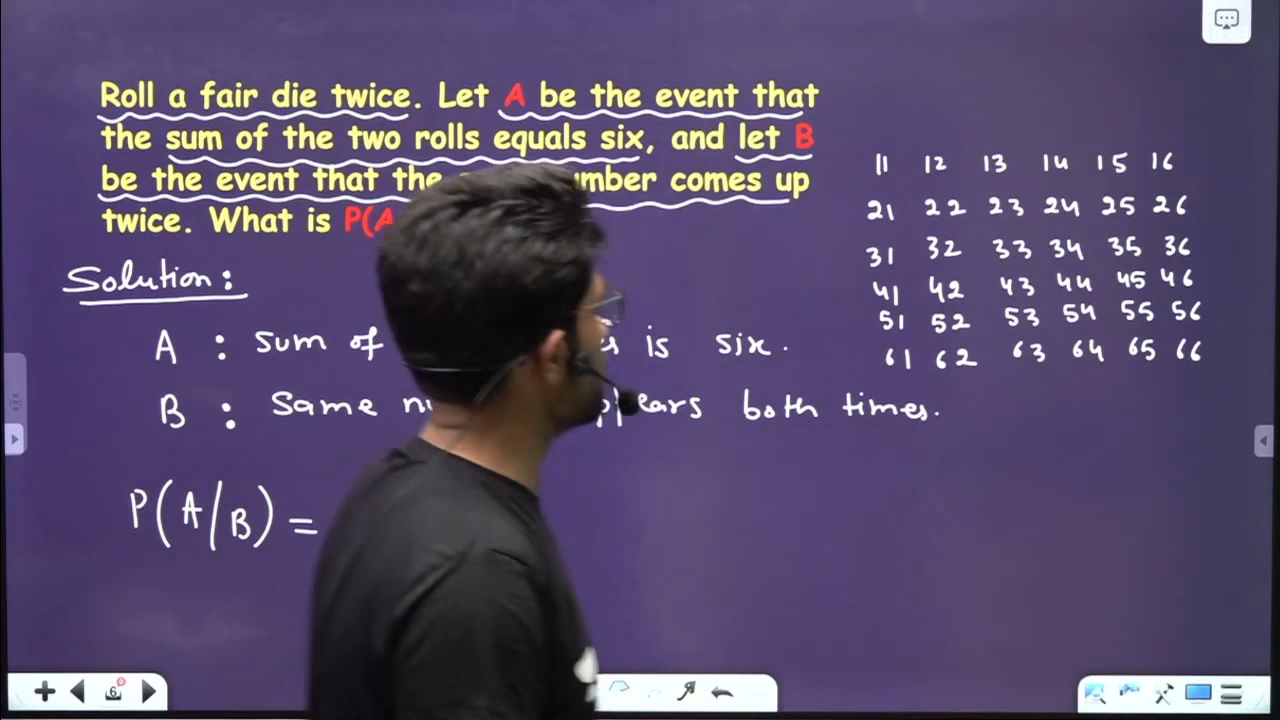 Roll a fair die twice. Let A be the event that
the sum of the two rolls equals six, and let B
be the event that the number comes up
twice. What is P(A
Solution:
A : sum of is six.
B : Same both times.
P(A/B) =
11 12 13 14 15 16
21 22 23 24 25 26
31 32 33 34 35 36
41 42 43 44 45 46
51 52 53 54 55 56
61 62 63 64 65 66
6